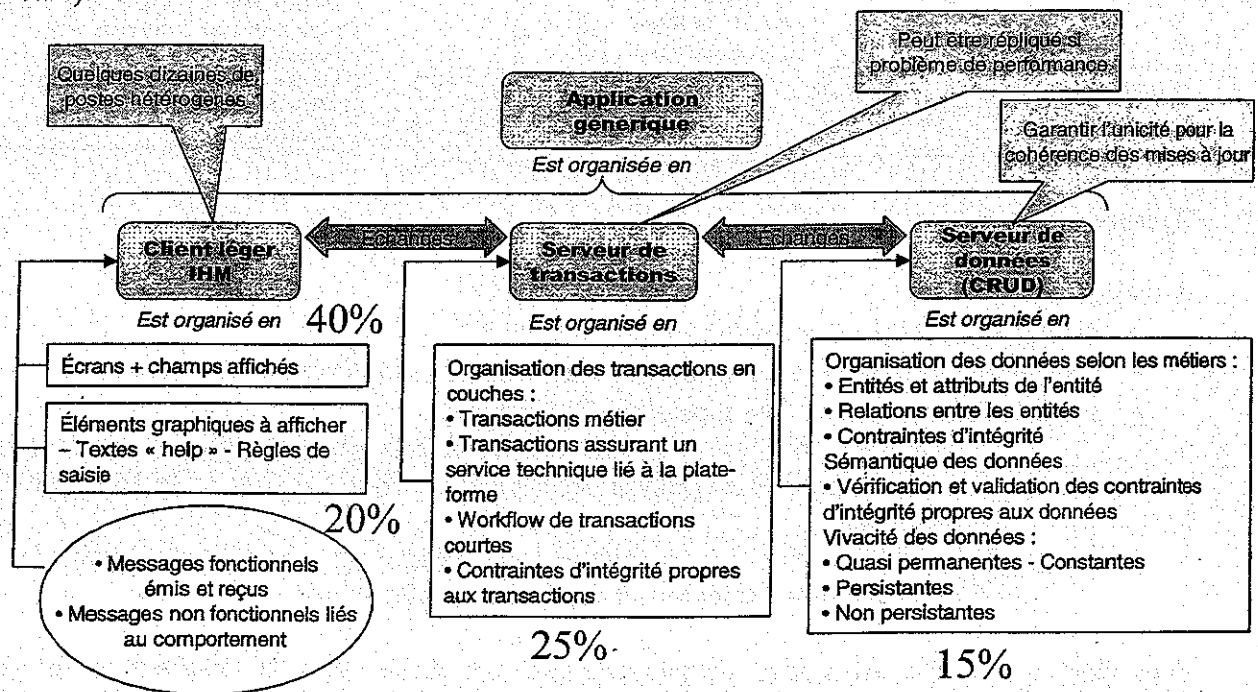 Quelques dizaines de
postes hétérogènes
Peut être répliqué si
problème de performance
Application
générique
Garantir l'unicité pour la
cohérence des mises à jour
Est organisée en
Client léger
IHM
Échanges
Serveur de
transactions
Échanges
Serveur de
données
(CRUD)
Est organisé en
40%
Est organisé en
Est organisé en
Écrans + champs affichés
Éléments graphiques à afficher
– Textes « help » - Règles de
saisie
20%
• Messages fonctionnels
émis et reçus
• Messages non fonctionnels liés
au comportement
Organisation des transactions en
couches :
• Transactions métier
• Transactions assurant un
service technique lié à la plate-
forme
• Workflow de transactions
courtes
• Contraintes d'intégrité propres
aux transactions
25%
Organisation des données selon les métiers :
• Entités et attributs de l'entité
• Relations entre les entités
• Contraintes d'intégrité
Sémantique des données
• Vérification et validation des contraintes
d'intégrité propres aux données
Vivacité des données :
• Quasi permanentes - Constantes
• Persistantes
• Non persistantes
15%